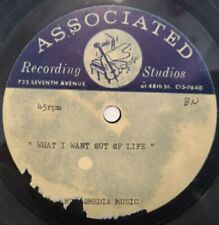 ASSOCIATED
Recording Studios
723 SEVENTH AVENUE at 48th St. CI5-7640
45rpm
BN
" WHAT I WANT OUT OF LIFE "
MUSIC